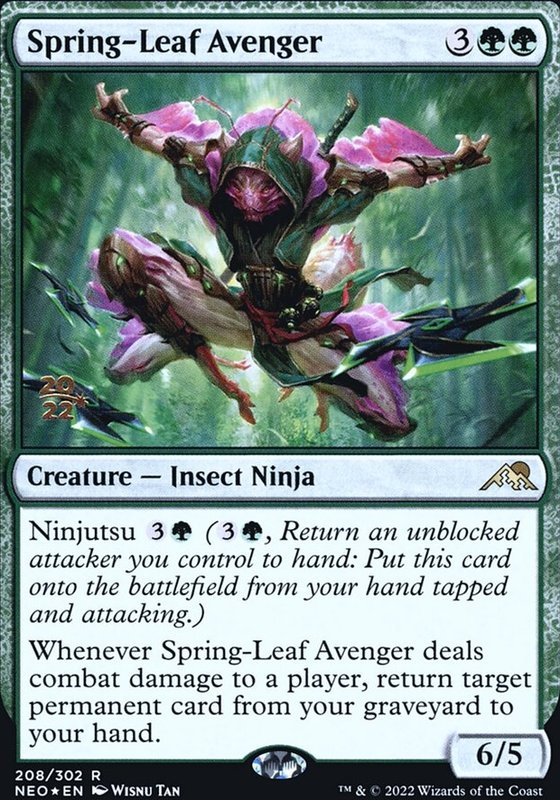 Spring-Leaf Avenger 3
20
22
Creature — Insect Ninja
Ninjutsu 3 (3, Return an unblocked
attacker you control to hand: Put this card
onto the battlefield from your hand tapped
and attacking.)
Whenever Spring-Leaf Avenger deals
combat damage to a player, return target
permanent card from your graveyard to
your hand.
6/5
208/302 R
NEO★EN Wisnu Tan
™ & © 2022 Wizards of the Coast